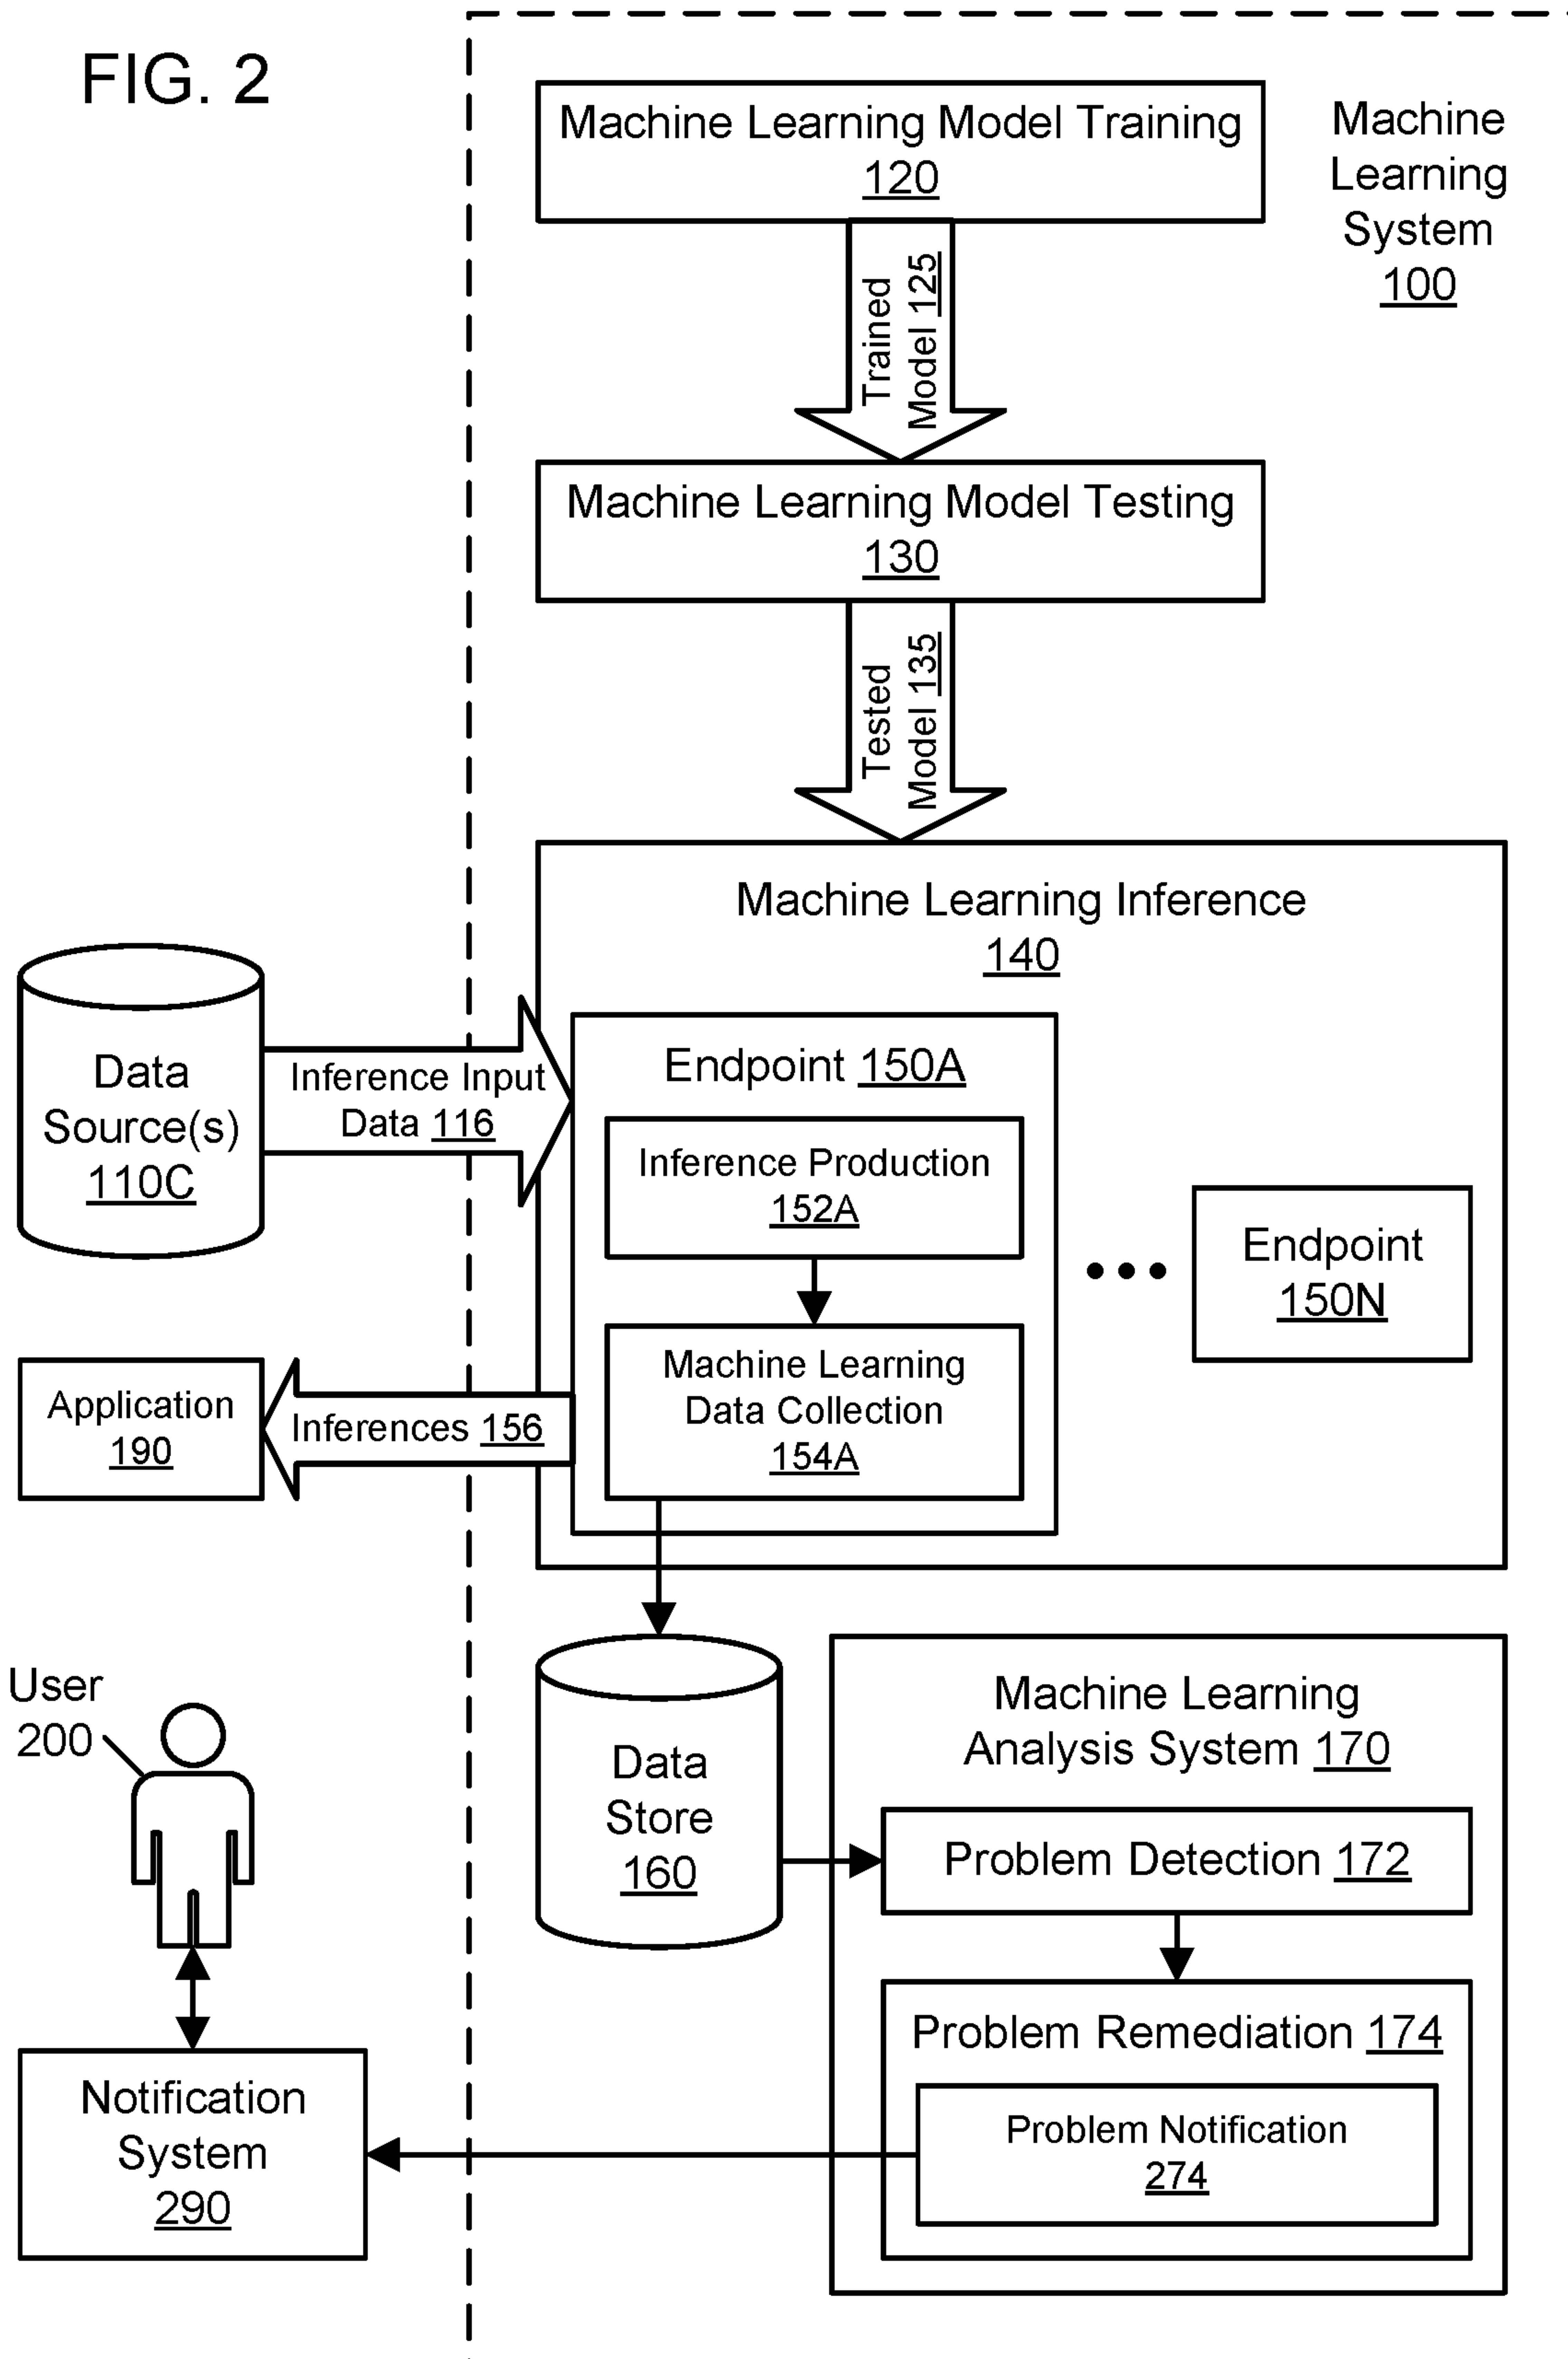 FIG. 2
Machine Learning Model Training
120
Machine
Learning
System
100
Trained
Model 125
Machine Learning Model Testing
130
Tested
Model 135
Machine Learning Inference
140
Data
Source(s)
110C
Inference Input
Data 116
Endpoint 150A
Inference Production
152A
Endpoint
150N
Machine Learning
Data Collection
154A
Application
190
Inferences 156
User
200
Data
Store
160
Machine Learning
Analysis System 170
Problem Detection 172
Problem Remediation 174
Problem Notification
274
Notification
System
290